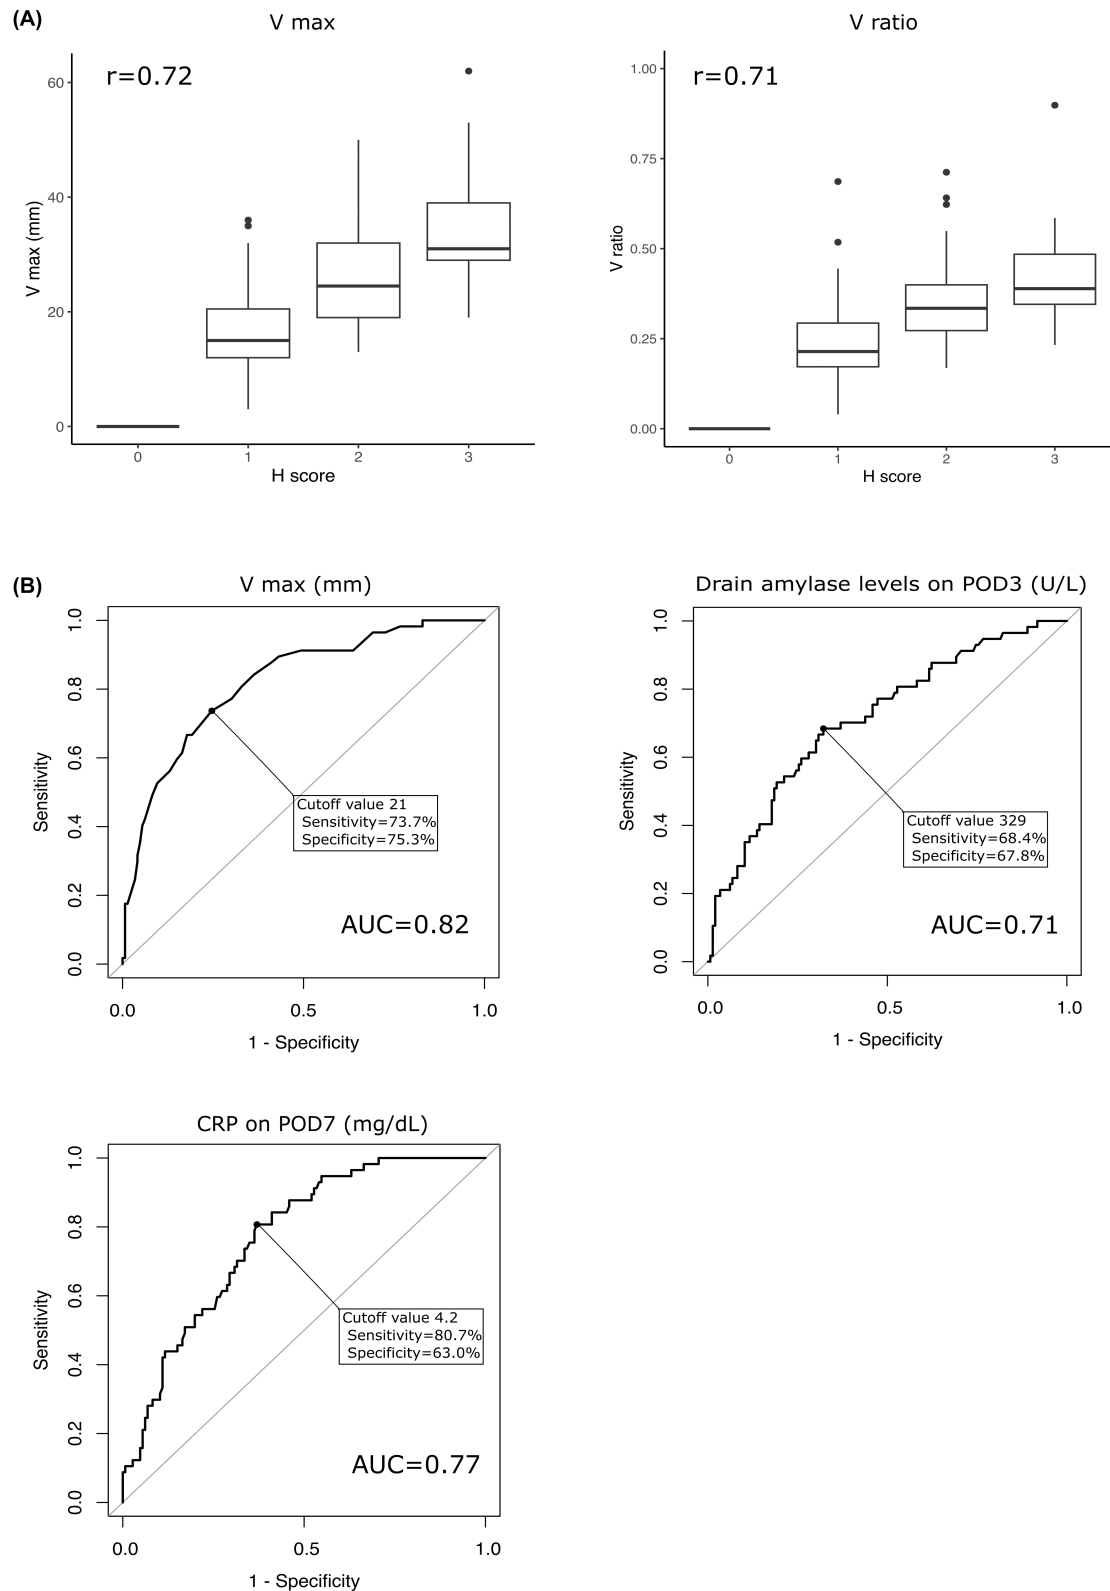 (A)
V max
r=0.72
V max (mm)
60
40
20
0
0 1 2 3
H score
V ratio
r=0.71
V ratio
1.00
0.75
0.50
0.25
0.00
0 1 2 3
H score
(B)
V max (mm)
Sensitivity
1.0
0.8
0.6
0.4
0.2
0.0
Cutoff value 21
Sensitivity=73.7%
Specificity=75.3%
AUC=0.82
0.0 0.5 1.0
1 - Specificity
Drain amylase levels on POD3 (U/L)
Sensitivity
1.0
0.8
0.6
0.4
0.2
0.0
Cutoff value 329
Sensitivity=68.4%
Specificity=67.8%
AUC=0.71
0.0 0.5 1.0
1 - Specificity
CRP on POD7 (mg/dL)
Sensitivity
1.0
0.8
0.6
0.4
0.2
0.0
Cutoff value 4.2
Sensitivity=80.7%
Specificity=63.0%
AUC=0.77
0.0 0.5 1.0
1 - Specificity